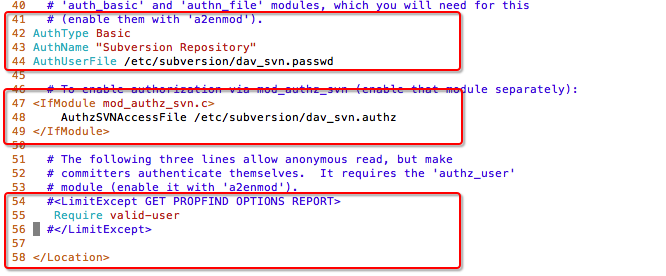 40 # 'auth_basic' and 'authn_file' modules, which you will need for this
41 # (enable them with 'a2enmod').
42 AuthType Basic
43 AuthName "Subversion Repository"
44 AuthUserFile /etc/subversion/dav_svn.passwd
45
46 # To enable authorization via mod_authz_svn (enable that module separately):
47 <IfModule mod_authz_svn.c>
48 AuthzSVNAccessFile /etc/subversion/dav_svn.authz
49 </IfModule>
50
51 # The following three lines allow anonymous read, but make
52 # committers authenticate themselves.  It requires the 'authz_user'
53 # module (enable it with 'a2enmod').
54 #<LimitExcept GET PROPFIND OPTIONS REPORT>
55 Require valid-user
56 #</LimitExcept>
57
58 </Location>